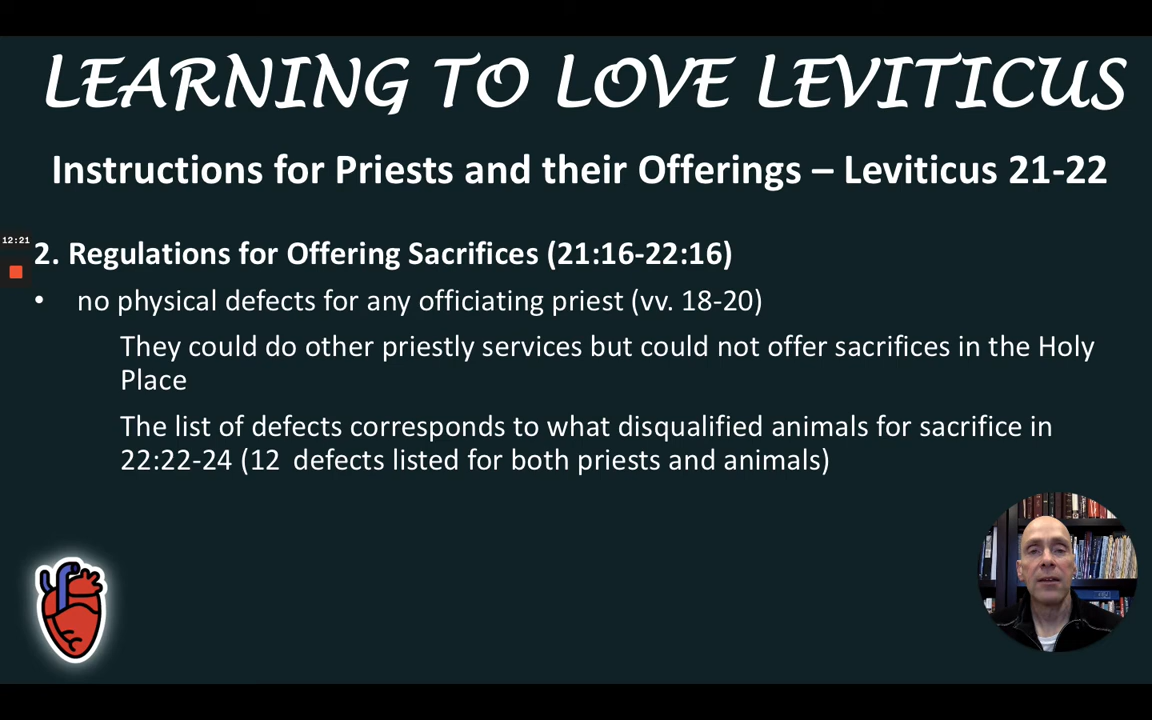 LEARNING TO LOVE LEVITICUS
Instructions for Priests and their Offerings – Leviticus 21-22
12:21
2. Regulations for Offering Sacrifices (21:16-22:16)
• no physical defects for any officiating priest (vv. 18-20)
They could do other priestly services but could not offer sacrifices in the Holy
Place
The list of defects corresponds to what disqualified animals for sacrifice in
22:22-24 (12  defects listed for both priests and animals)